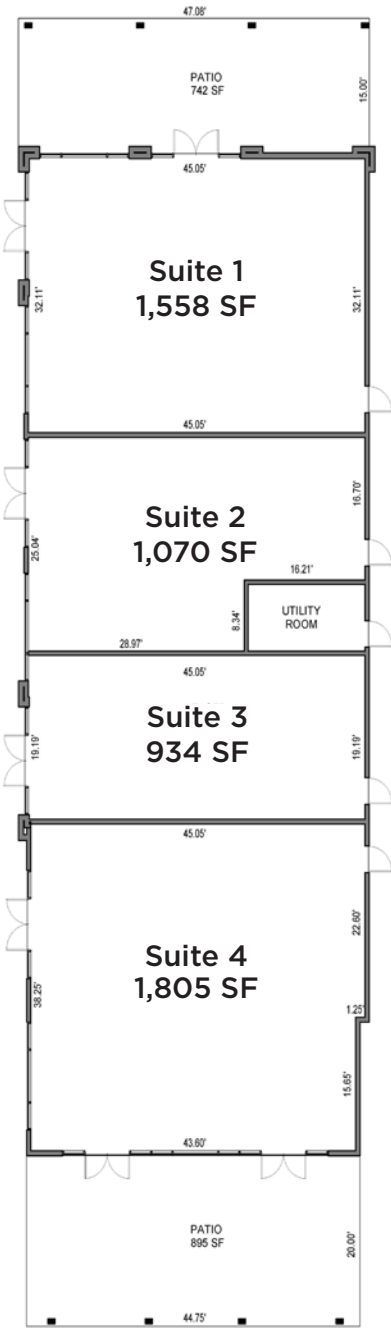 47.08'
PATIO
742 SF
15.00'
45.05'
Suite 1
1,558 SF
32.11'
32.11'
45.05'
16.70'
Suite 2
1,070 SF
25.04'
16.21'
8.34'
UTILITY
ROOM
28.97'
45.05'
Suite 3
934 SF
19.19'
19.19'
45.05'
22.60'
Suite 4
1,805 SF
38.25'
1.25'
15.65'
43.60'
PATIO
895 SF
20.00'
44.75'